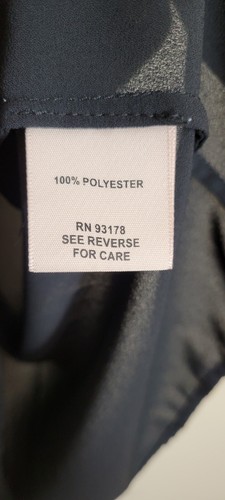 100% POLYESTER
RN 93178
SEE REVERSE
FOR CARE